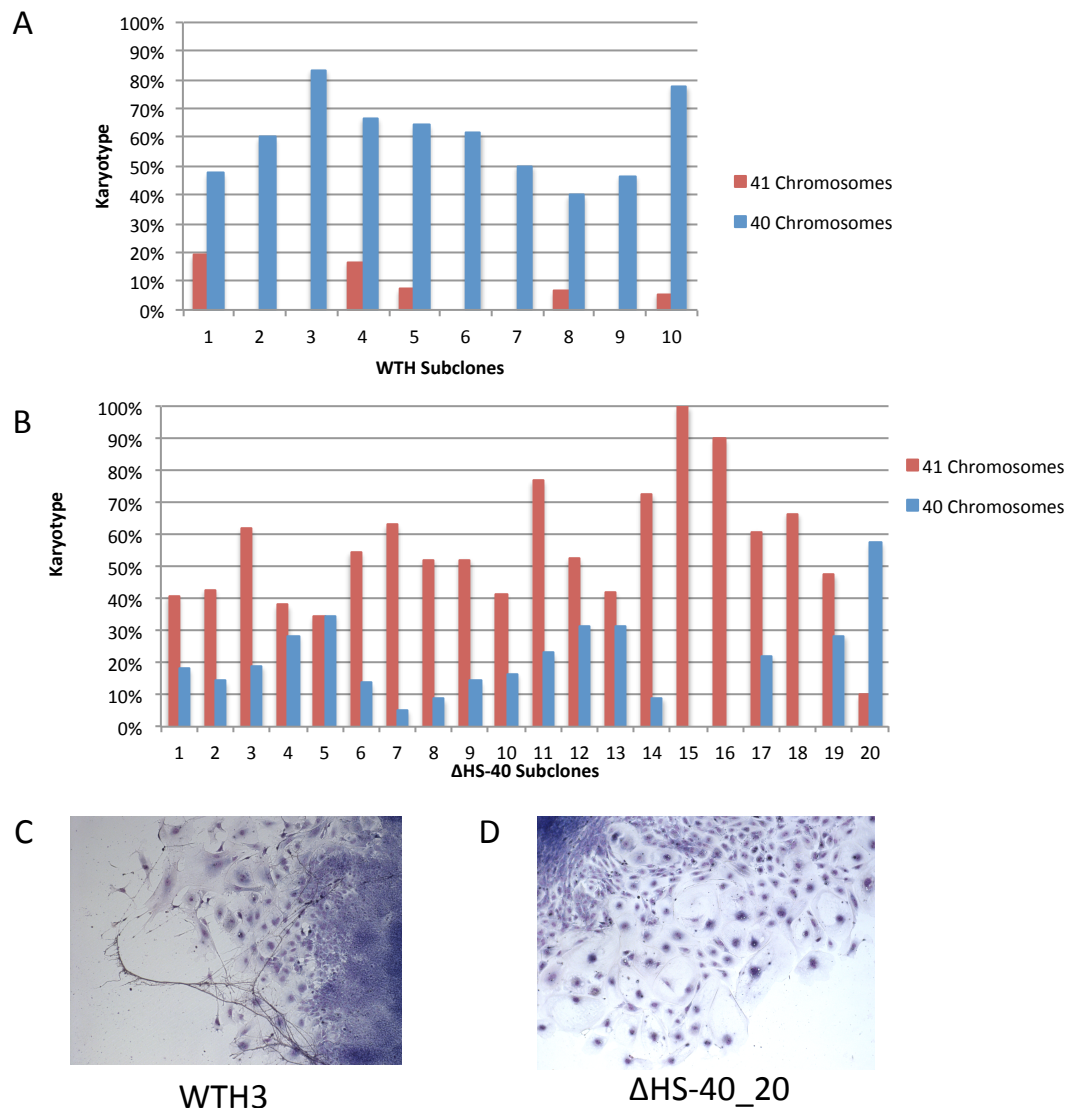 A
100%
90%
80%
70%
60%
50%
40%
30%
20%
10%
0%
Karyotype
1 2 3 4 5 6 7 8 9 10
WTH Subclones
41 Chromosomes
40 Chromosomes
B
100%
90%
80%
70%
60%
50%
40%
30%
20%
10%
0%
Karyotype
1 2 3 4 5 6 7 8 9 10 11 12 13 14 15 16 17 18 19 20
ΔHS-40 Subclones
41 Chromosomes
40 Chromosomes
C
D
WTH3
ΔHS-40_20